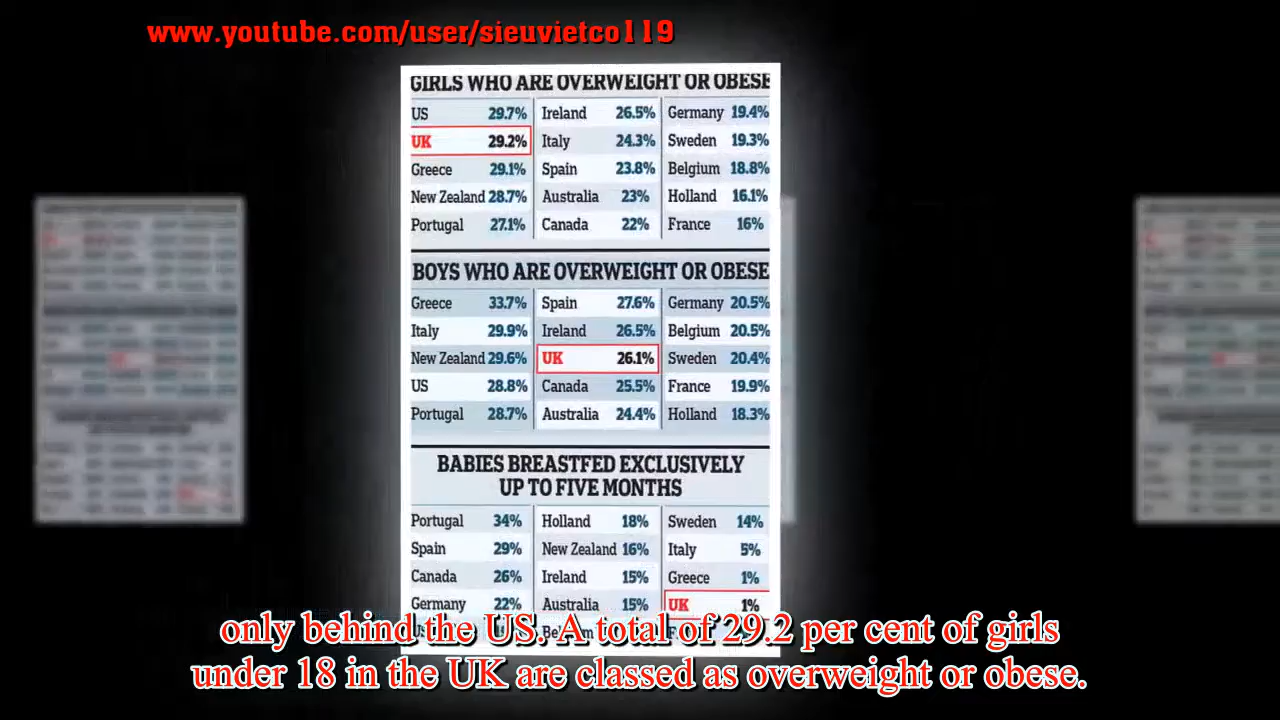 www.youtube.com/user/sieuvietco119
GIRLS WHO ARE OVERWEIGHT OR OBESE
US 29.7% Ireland 26.5% Germany 19.4%
UK 29.2% Italy 24.3% Sweden 19.3%
Greece 29.1% Spain 23.8% Belgium 18.8%
New Zealand 28.7% Australia 23% Holland 16.1%
Portugal 27.1% Canada 22% France 16%
BOYS WHO ARE OVERWEIGHT OR OBESE
Greece 33.7% Spain 27.6% Germany 20.5%
Italy 29.9% Ireland 26.5% Belgium 20.5%
New Zealand 29.6% UK 26.1% Sweden 20.4%
US 28.8% Canada 25.5% France 19.9%
Portugal 28.7% Australia 24.4% Holland 18.3%
BABIES BREASTFED EXCLUSIVELY
UP TO FIVE MONTHS
Portugal 34% Holland 18% Sweden 14%
Spain 29% New Zealand 16% Italy 5%
Canada 26% Ireland 15% Greece 1%
Germany 22% Australia 15% UK 1%
only behind the US. A total of 29.2 per cent of girls
under 18 in the UK are classed as overweight or obese.